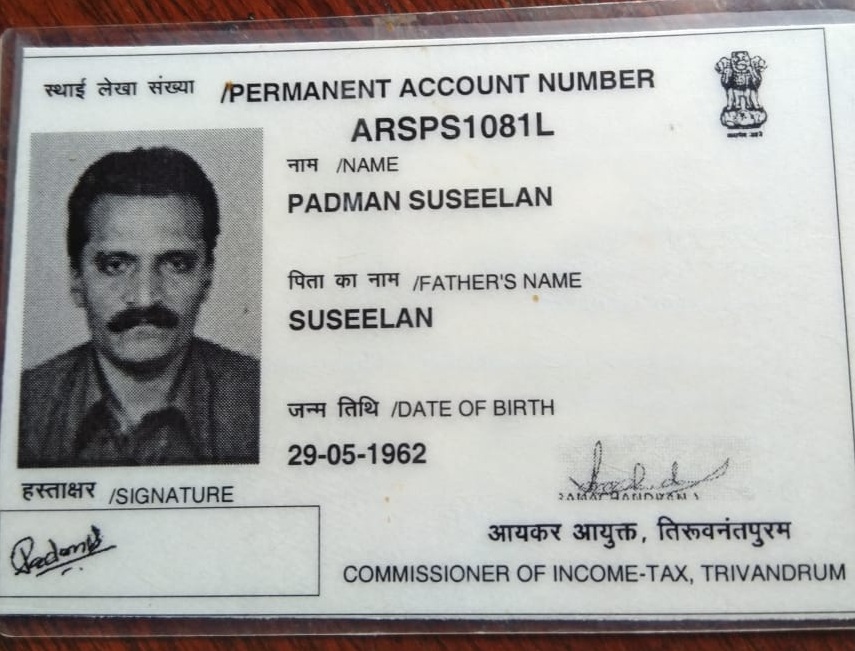 स्थाई लेखा संख्या /PERMANENT ACCOUNT NUMBER
ARSPS1081L
नाम /NAME
PADMAN SUSEELAN
पिता का नाम /FATHER'S NAME
SUSEELAN
जन्म तिथि /DATE OF BIRTH
29-05-1962
हस्ताक्षर /SIGNATURE
आयकर आयुक्त, तिरूवनंतपुरम
COMMISSIONER OF INCOME-TAX, TRIVANDRUM